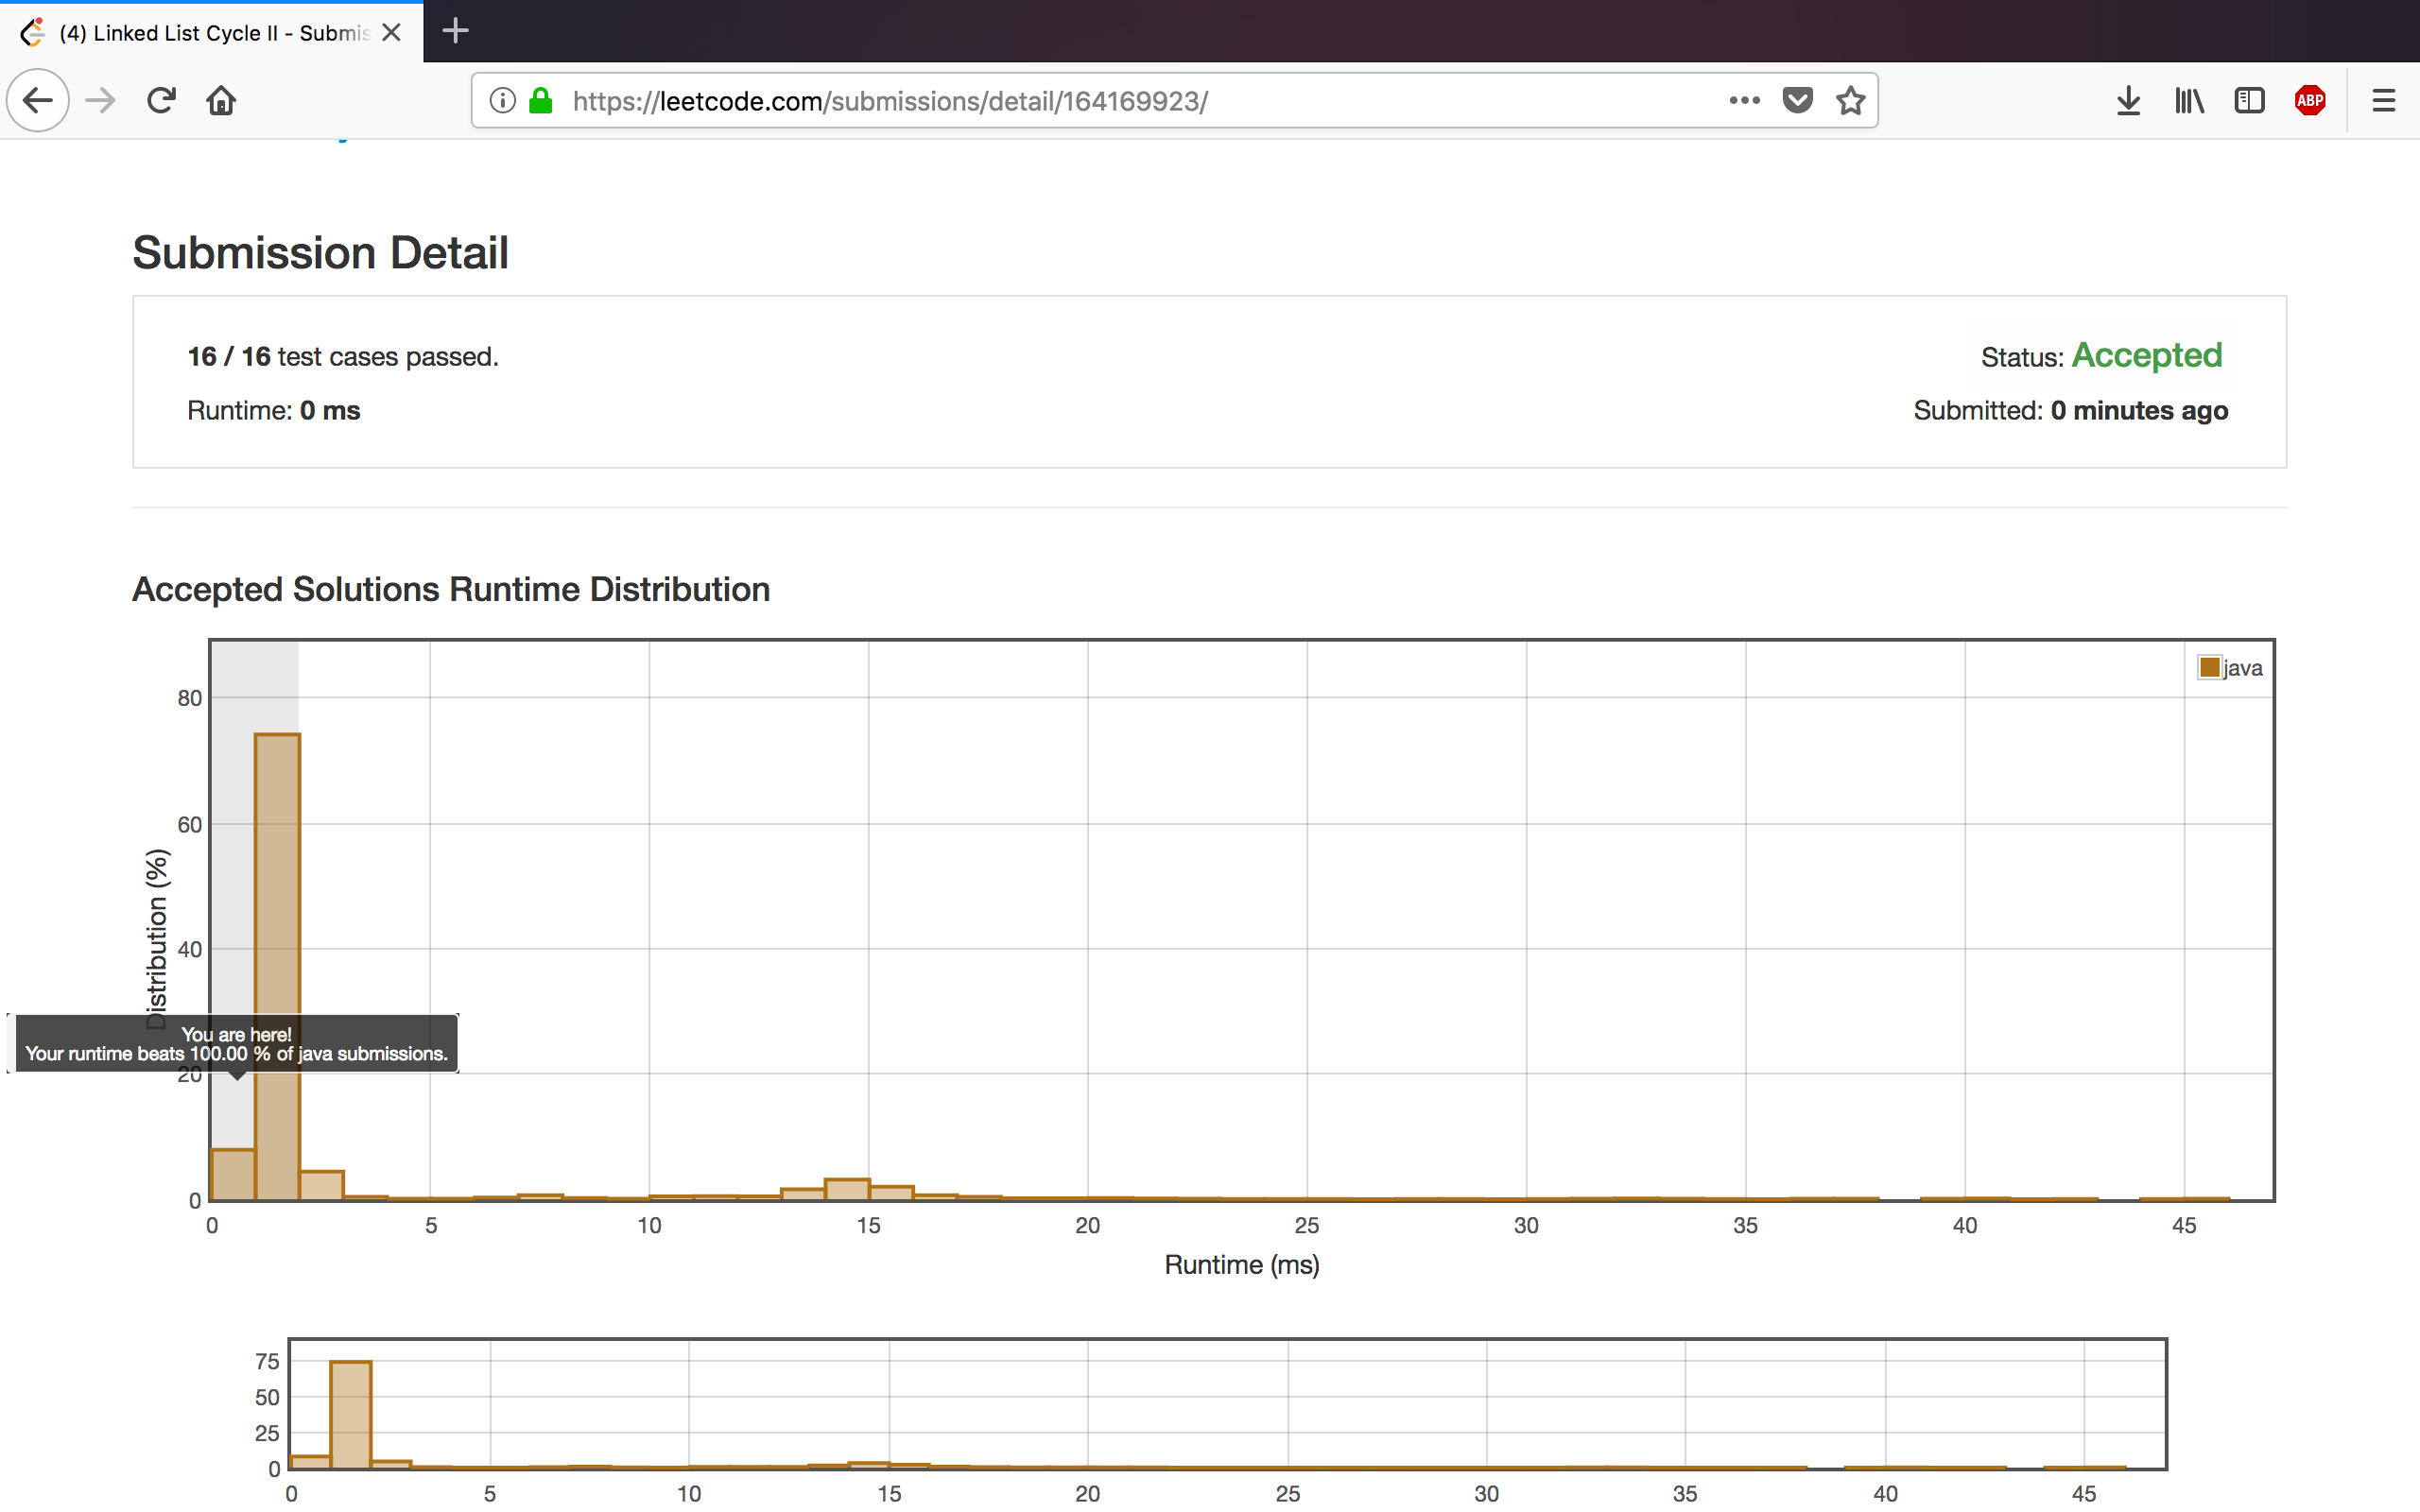 (4) Linked List Cycle II - Submis
https://leetcode.com/submissions/detail/164169923/
ABP
Submission Detail
16 / 16 test cases passed.
Status: Accepted
Runtime: 0 ms
Submitted: 0 minutes ago
Accepted Solutions Runtime Distribution
java
80
60
40
20
0
Distribution (%)
You are here!
Your runtime beats 100.00 % of java submissions.
0 5 10 15 20 25 30 35 40 45
Runtime (ms)
75
50
25
0
0 5 10 15 20 25 30 35 40 45